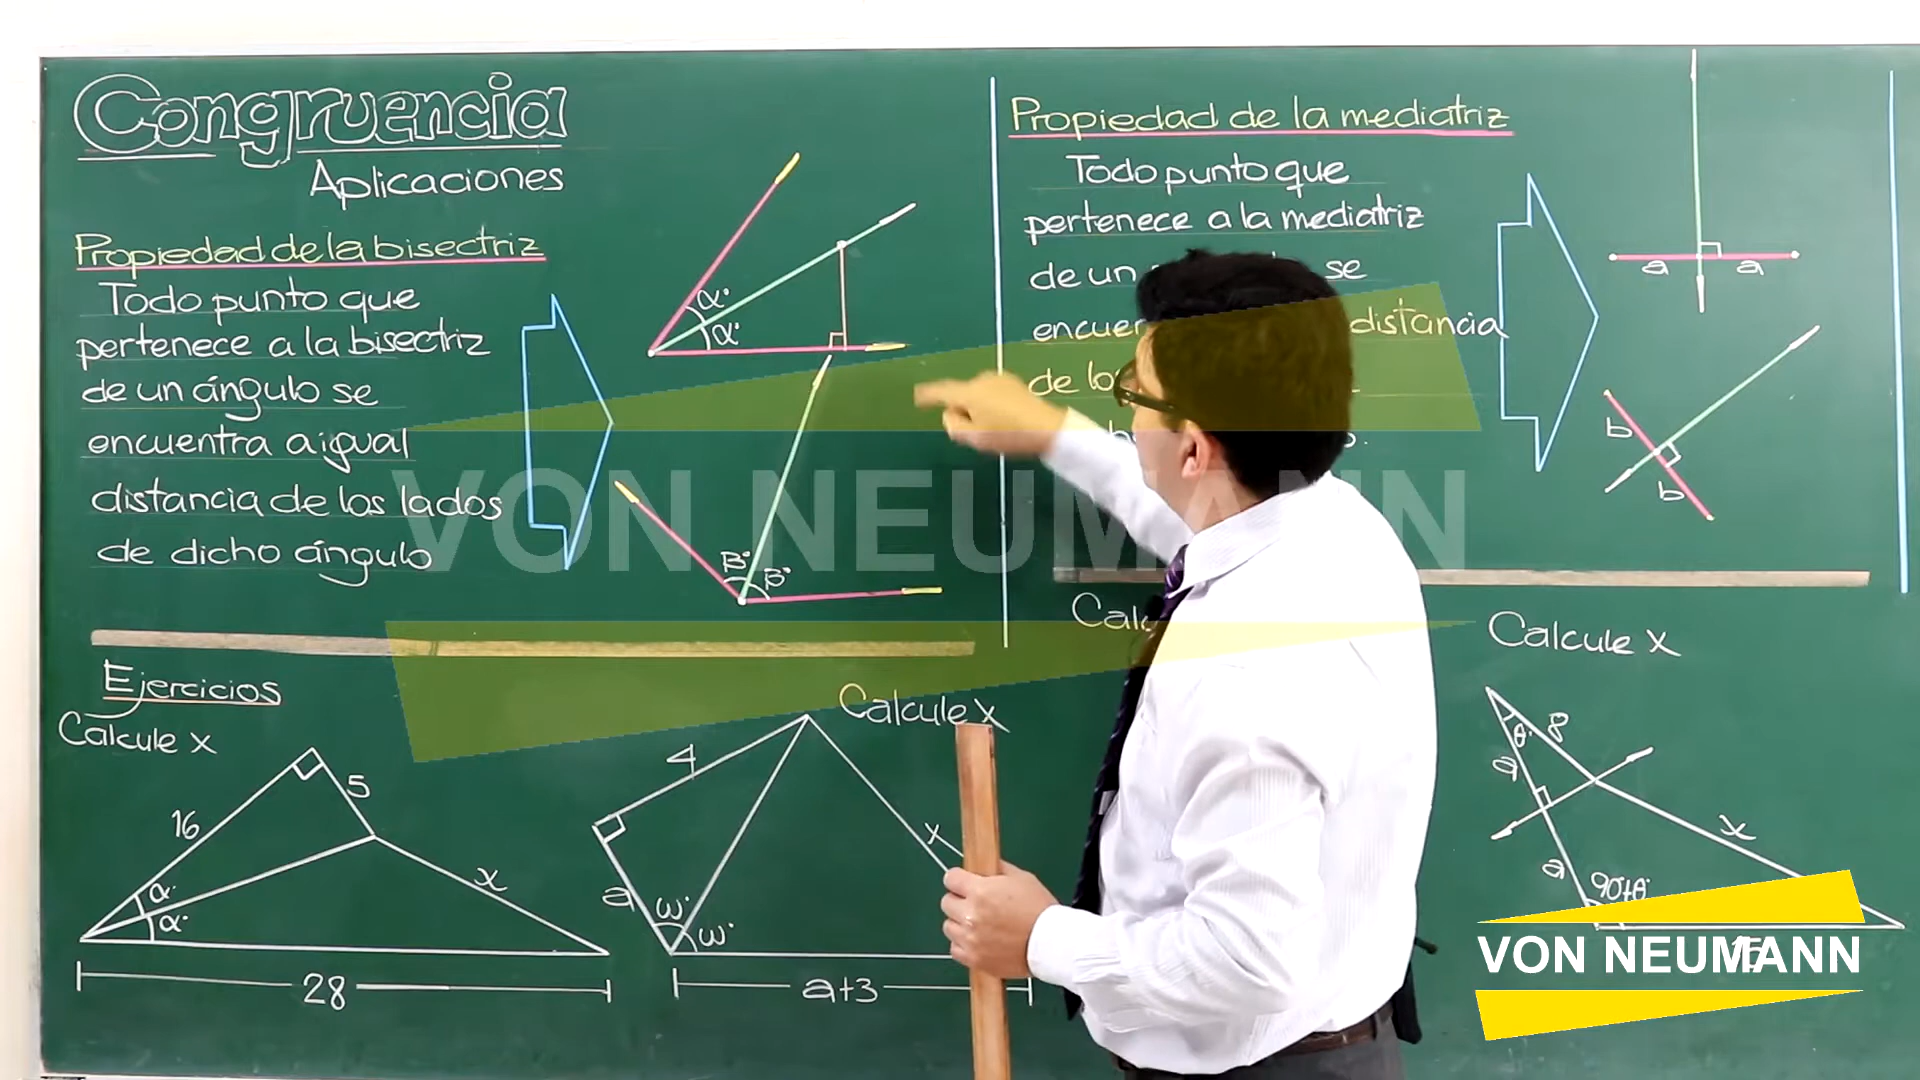 Congruencia
Aplicaciones
Propiedad de la bisectriz
Todo punto que
pertenece a la bisectriz
de un ángulo se
encuentra a igual
distancia de los lados
de dicho ángulo
α°
α°
B°
B°
Propiedad de la mediatriz
Todo punto que
pertenece a la mediatriz
de un se
distancia
de
a
a
b
b
Ejercicios
Calcule x
16
5
α°
α°
x
28
Calcule x
4
a
ω°
ω°
x
a+3
Calcule x
θ°
8
a
a
x
90°+θ°
15
VON NEUMANN
VON NEUMANN